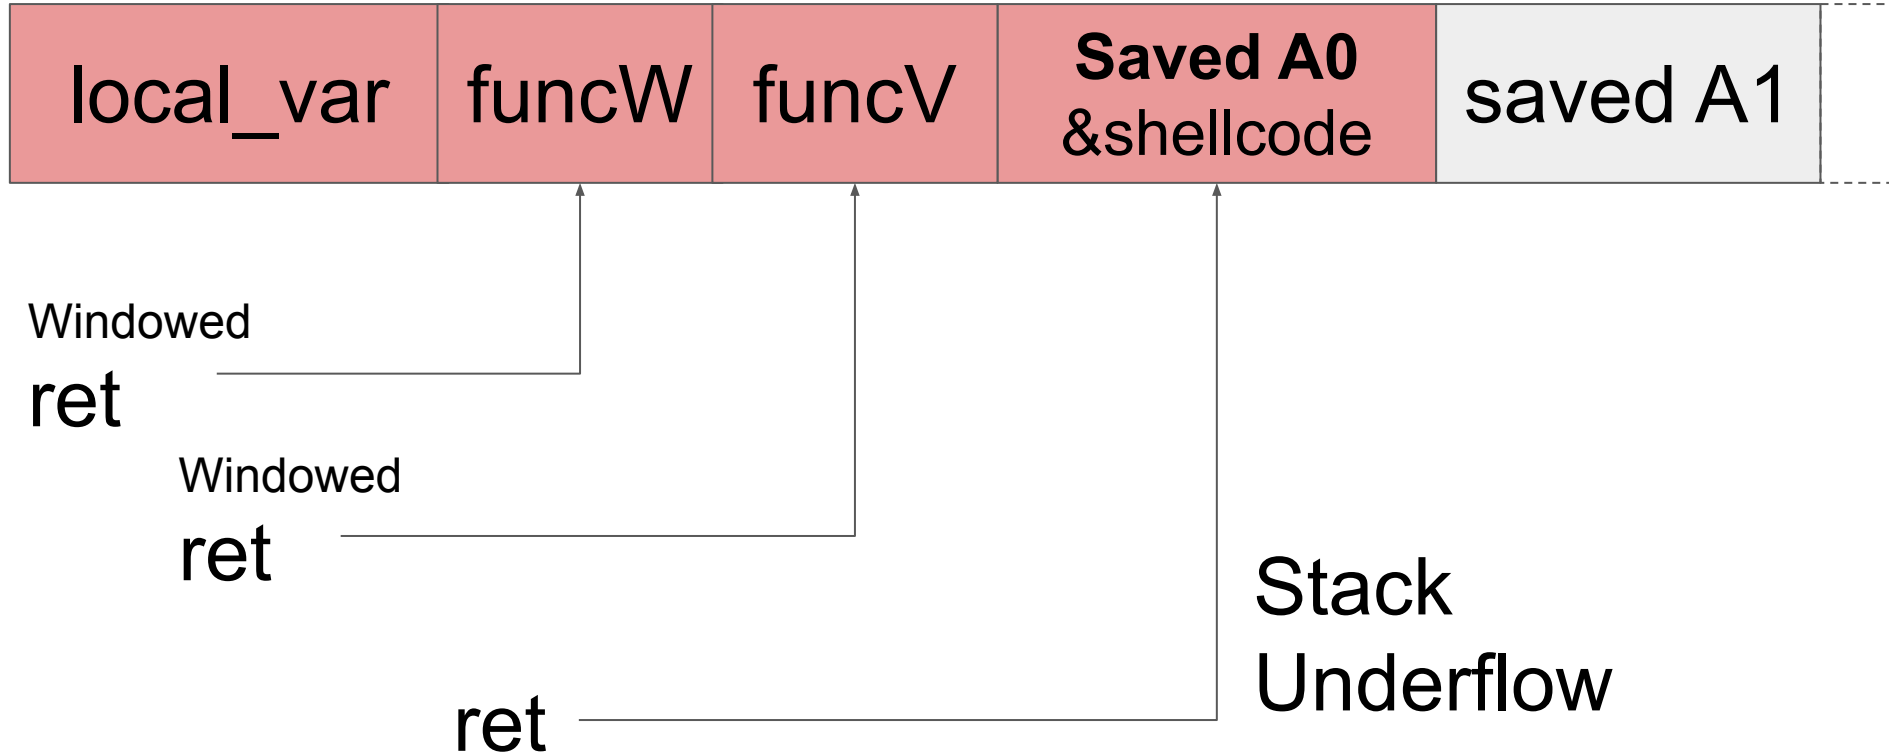 local_var
funcW
funcV
Saved A0
&shellcode
saved A1
Windowed
ret
Windowed
ret
Stack
Underflow
ret